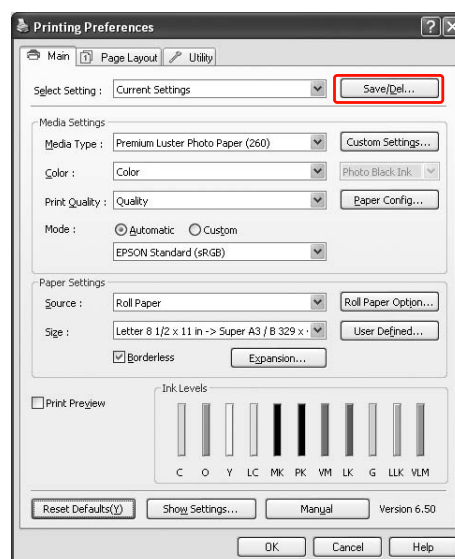 Printing Preferences
Main Page Layout Utility
Select Setting : Current Settings Save/Del...
Media Settings
Media Type : Premium Luster Photo Paper (260) Custom Settings...
Color : Color Photo Black Ink
Print Quality : Quality Paper Config...
Mode : Automatic Custom
EPSON Standard (sRGB)
Paper Settings
Source : Roll Paper Roll Paper Option...
Size : Letter 8 1/2 x 11 in -> Super A3 / B 329 x User Defined...
Borderless Expansion...
Ink Levels
Print Preview
C O Y LC MK PK VM LK G LLK VLM
Reset Defaults(Y) Show Settings... Manual Version 6.50
OK Cancel Help